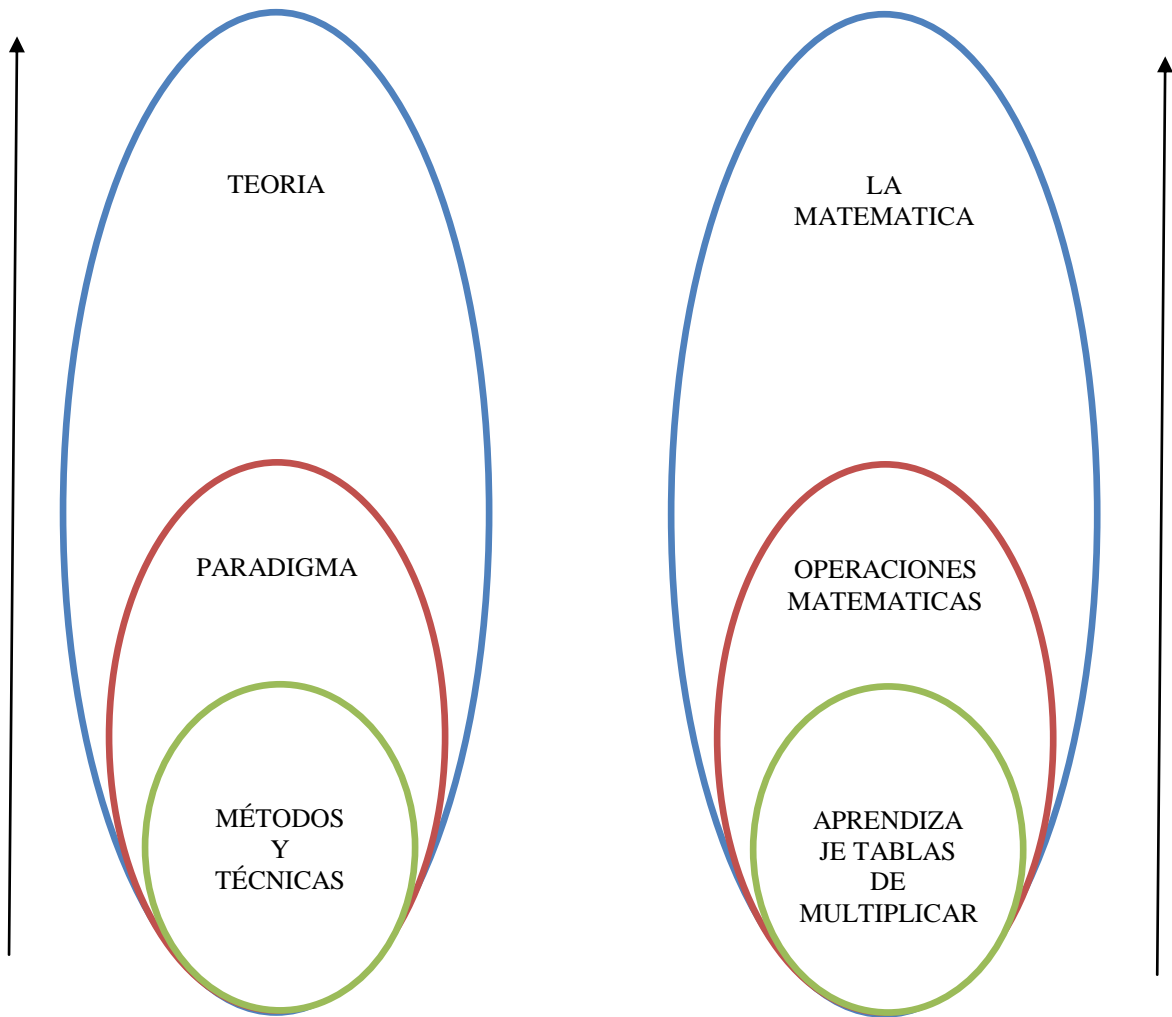 TEORIA
PARADIGMA
MÉTODOS
Y
TÉCNICAS
LA
MATEMATICA
OPERACIONES
MATEMATICAS
APRENDIZA
JE TABLAS
DE
MULTIPLICAR